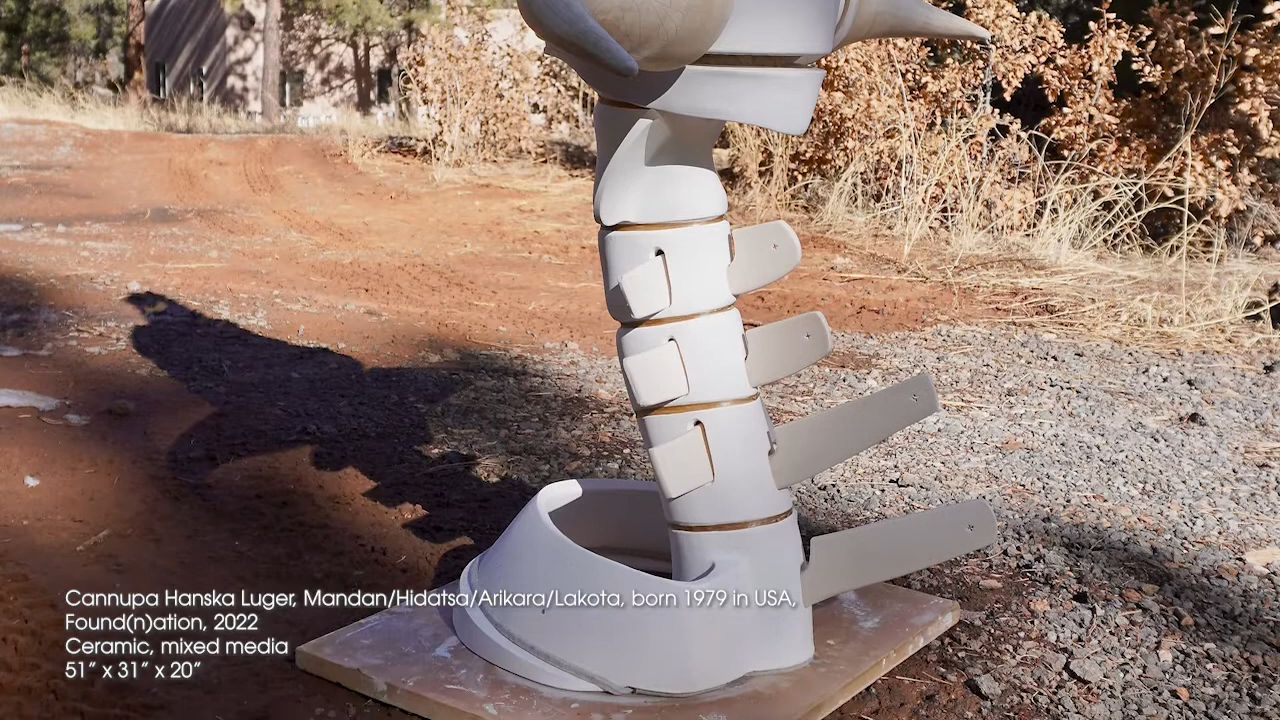 Cannupa Hanska Luger, Mandan/Hidatsa/Arikara/Lakota, born 1979 in USA,
Found(n)ation, 2022
Ceramic, mixed media
51” x 31” x 20”